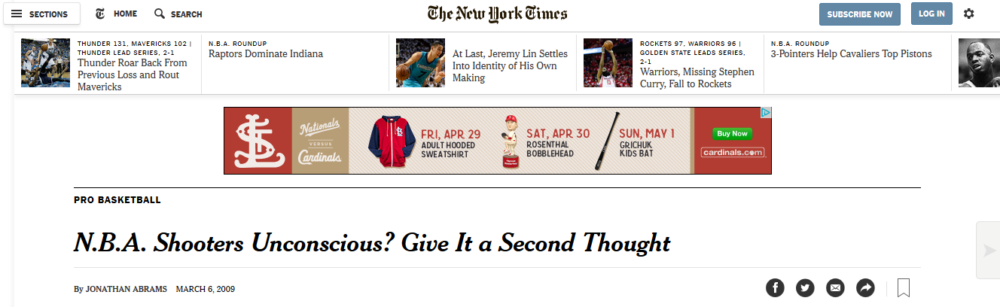 SECTIONS
HOME
SEARCH
The New York Times
SUBSCRIBE NOW
LOG IN
THUNDER 131, MAVERICKS 102 |
THUNDER LEAD SERIES, 2-1
Thunder Roar Back From
Previous Loss and Rout
Mavericks
N.B.A. ROUNDUP
Raptors Dominate Indiana
At Last, Jeremy Lin Settles
Into Identity of His Own
Making
ROCKETS 97, WARRIORS 96 |
GOLDEN STATE LEADS SERIES,
2-1
Warriors, Missing Stephen
Curry, Fall to Rockets
N.B.A. ROUNDUP
3-Pointers Help Cavaliers Top Pistons
STL
Nationals
VERSUS
Cardinals
FRI, APR 29
ADULT HOODED
SWEATSHIRT
SAT, APR 30
ROSENTHAL
BOBBLEHEAD
SUN, MAY 1
GRICHUK
KIDS BAT
Buy Now
cardinals.com
PRO BASKETBALL
N.B.A. Shooters Unconscious? Give It a Second Thought
By JONATHAN ABRAMS MARCH 6, 2009